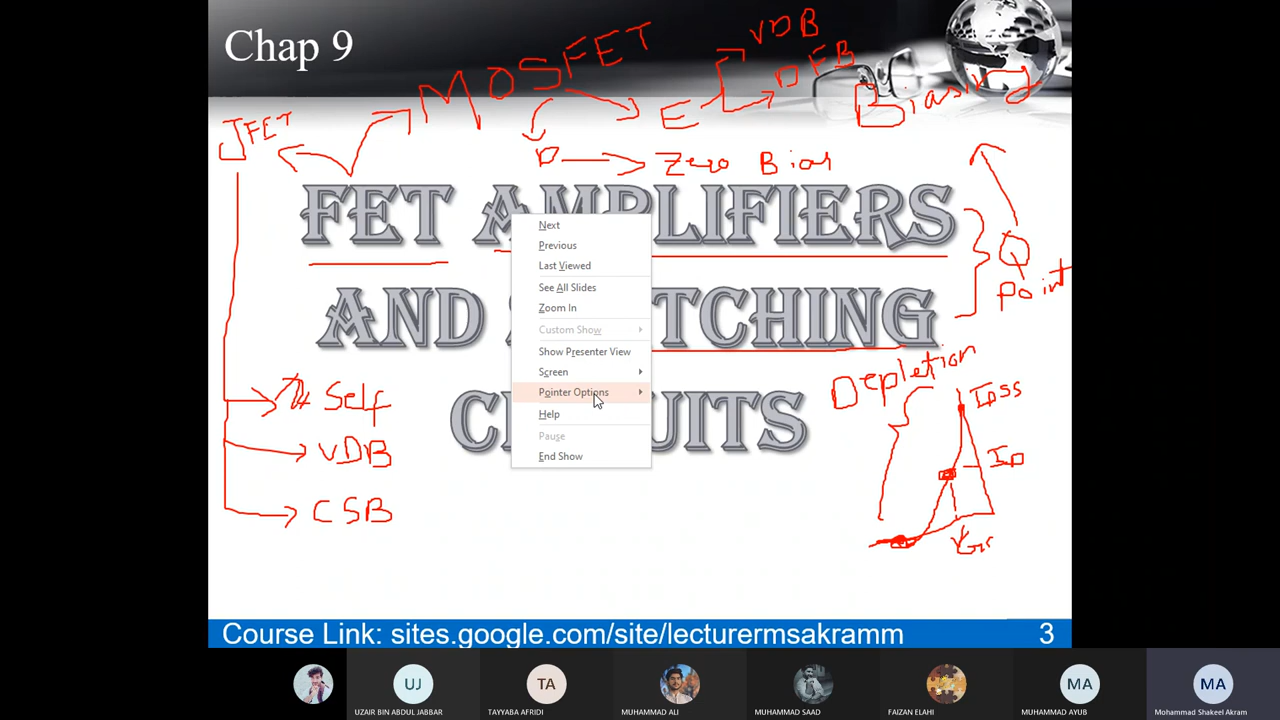 Chap 9
MOSFET
VDB
DFB
E
Biasing
JFET
D
Zero Bias
FET AMPLIFIERS
AND SWITCHING
CIRCUITS
Q
Point
Depletion
IDSS
ID
Self
VDB
CSB
Next
Previous
Last Viewed
See All Slides
Zoom In
Custom Show
Show Presenter View
Screen
Pointer Options
Help
Pause
End Show
Course Link: sites.google.com/site/lecturermsakramm
3
UJ
TA
MA
MA
UZAIR BIN ABDUL JABBAR
TAYYABA AFRIDI
MUHAMMAD ALI
MUHAMMAD SAAD
FAIZAN ELAHI
MUHAMMAD AYUB
Mohammad Shakeel Akram